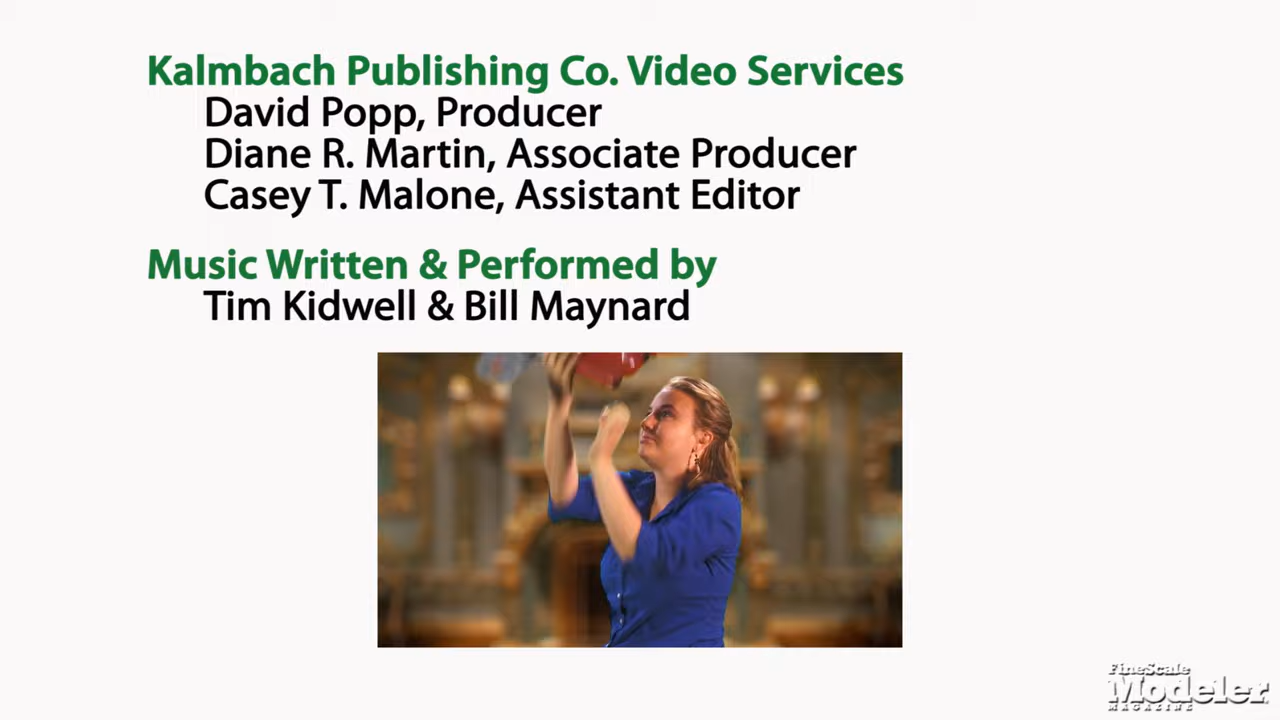 Kalmbach Publishing Co. Video Services
David Popp, Producer
Diane R. Martin, Associate Producer
Casey T. Malone, Assistant Editor
Music Written & Performed by
Tim Kidwell & Bill Maynard
FineScale
Modeler
MAGAZINE